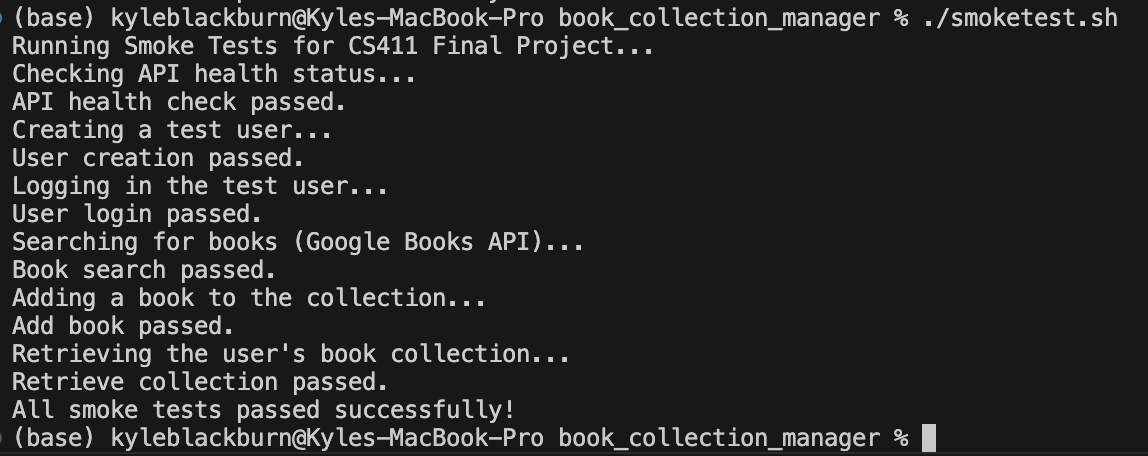 (base) kyleblackburn@Kyles-MacBook-Pro book_collection_manager % ./smoketest.sh
Running Smoke Tests for CS411 Final Project...
Checking API health status...
API health check passed.
Creating a test user...
User creation passed.
Logging in the test user...
User login passed.
Searching for books (Google Books API)...
Book search passed.
Adding a book to the collection...
Add book passed.
Retrieving the user's book collection...
Retrieve collection passed.
All smoke tests passed successfully!
(base) kyleblackburn@Kyles-MacBook-Pro book_collection_manager %